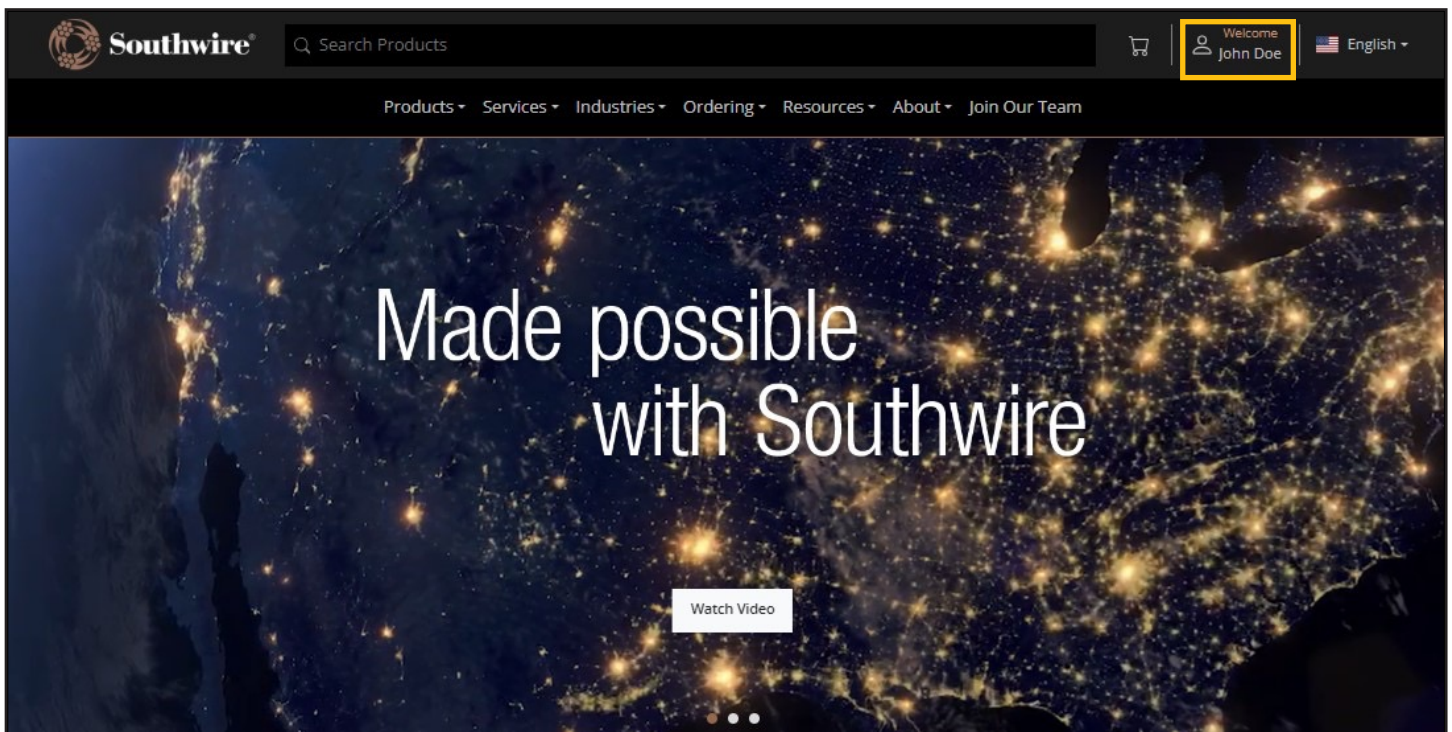 Southwire®
Search Products
Welcome
John Doe
English
Products Services Industries Ordering Resources About Join Our Team
Made possible
with Southwire
Watch Video